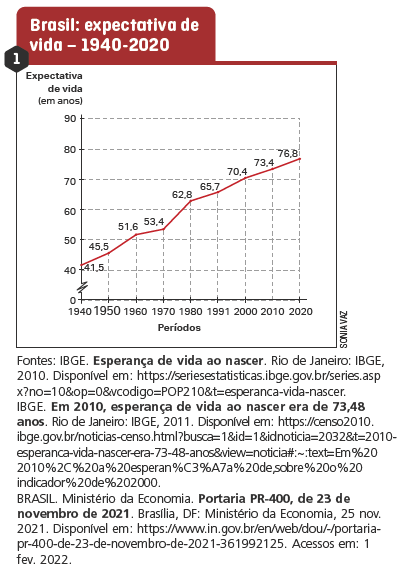 Brasil: expectativa de
vida – 1940-2020
1
Expectativa
de vida
(em anos)
90
80
70
60
50
40
0
41,5
45,5
51,6
53,4
62,8
65,7
70,4
73,4
76,8
1940 1950 1960 1970 1980 1991 2000 2010 2020
Períodos
SONIA VAZ
Fontes: IBGE. Esperança de vida ao nascer. Rio de Janeiro: IBGE,
2010. Disponível em: https://seriesestatisticas.ibge.gov.br/series.asp
x?no=10&op=0&vcodigo=POP210&t=esperanca-vida-nascer.
IBGE. Em 2010, esperança de vida ao nascer era de 73,48
anos. Rio de Janeiro: IBGE, 2011. Disponível em: https://censo2010.
ibge.gov.br/noticias-censo.html?busca=1&id=1&idnoticia=2032&t=2010-
esperanca-vida-nascer-era-73-48-anos&view=noticia#:~:text=Em%20
2010%2C%20a%20esperan%C3%A7a%20de,sobre%20o%20
indicador%20de%202000.
BRASIL. Ministério da Economia. Portaria PR-400, de 23 de
novembro de 2021. Brasília, DF: Ministério da Economia, 25 nov.
2021. Disponível em: https://www.in.gov.br/en/web/dou/-/portaria-
pr-400-de-23-de-novembro-de-2021-361992125. Acessos em: 1
fev. 2022.